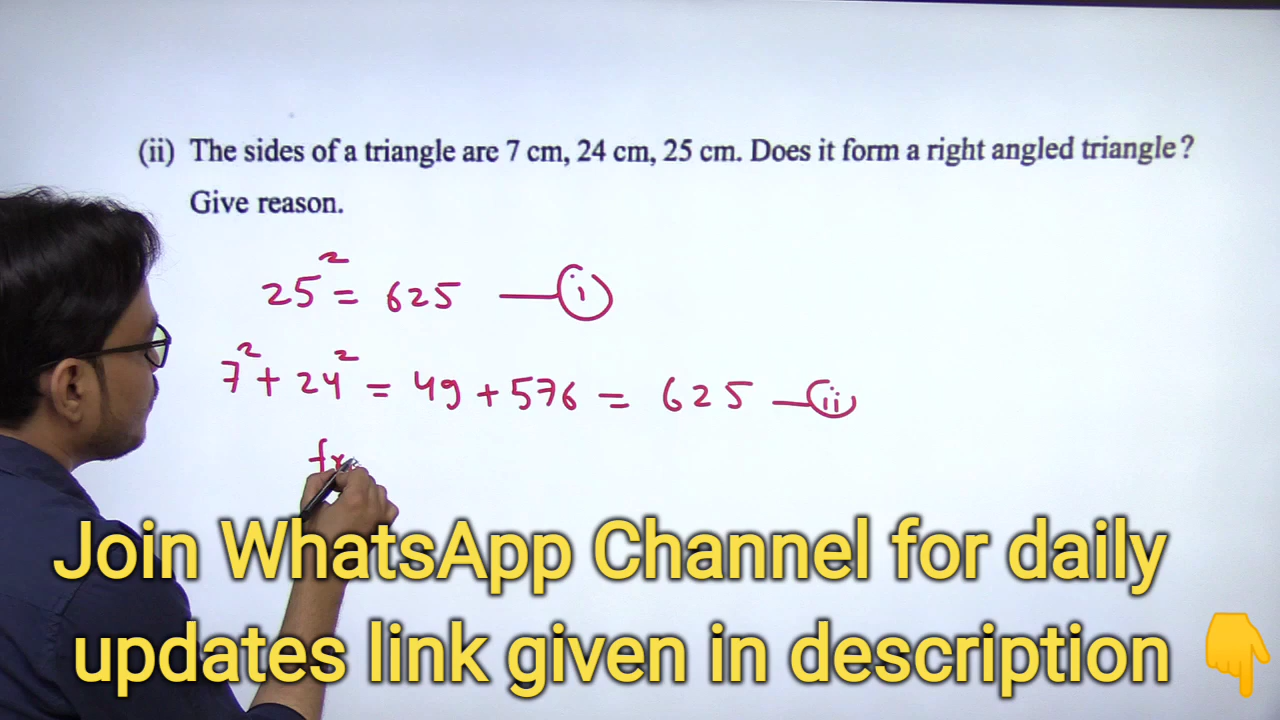 (ii) The sides of a triangle are 7 cm, 24 cm, 25 cm. Does it form a right angled triangle?
Give reason.
25² = 625 — (i)
7² + 24² = 49 + 576 = 625 — (ii)
fr
Join WhatsApp Channel for daily
updates link given in description 👇